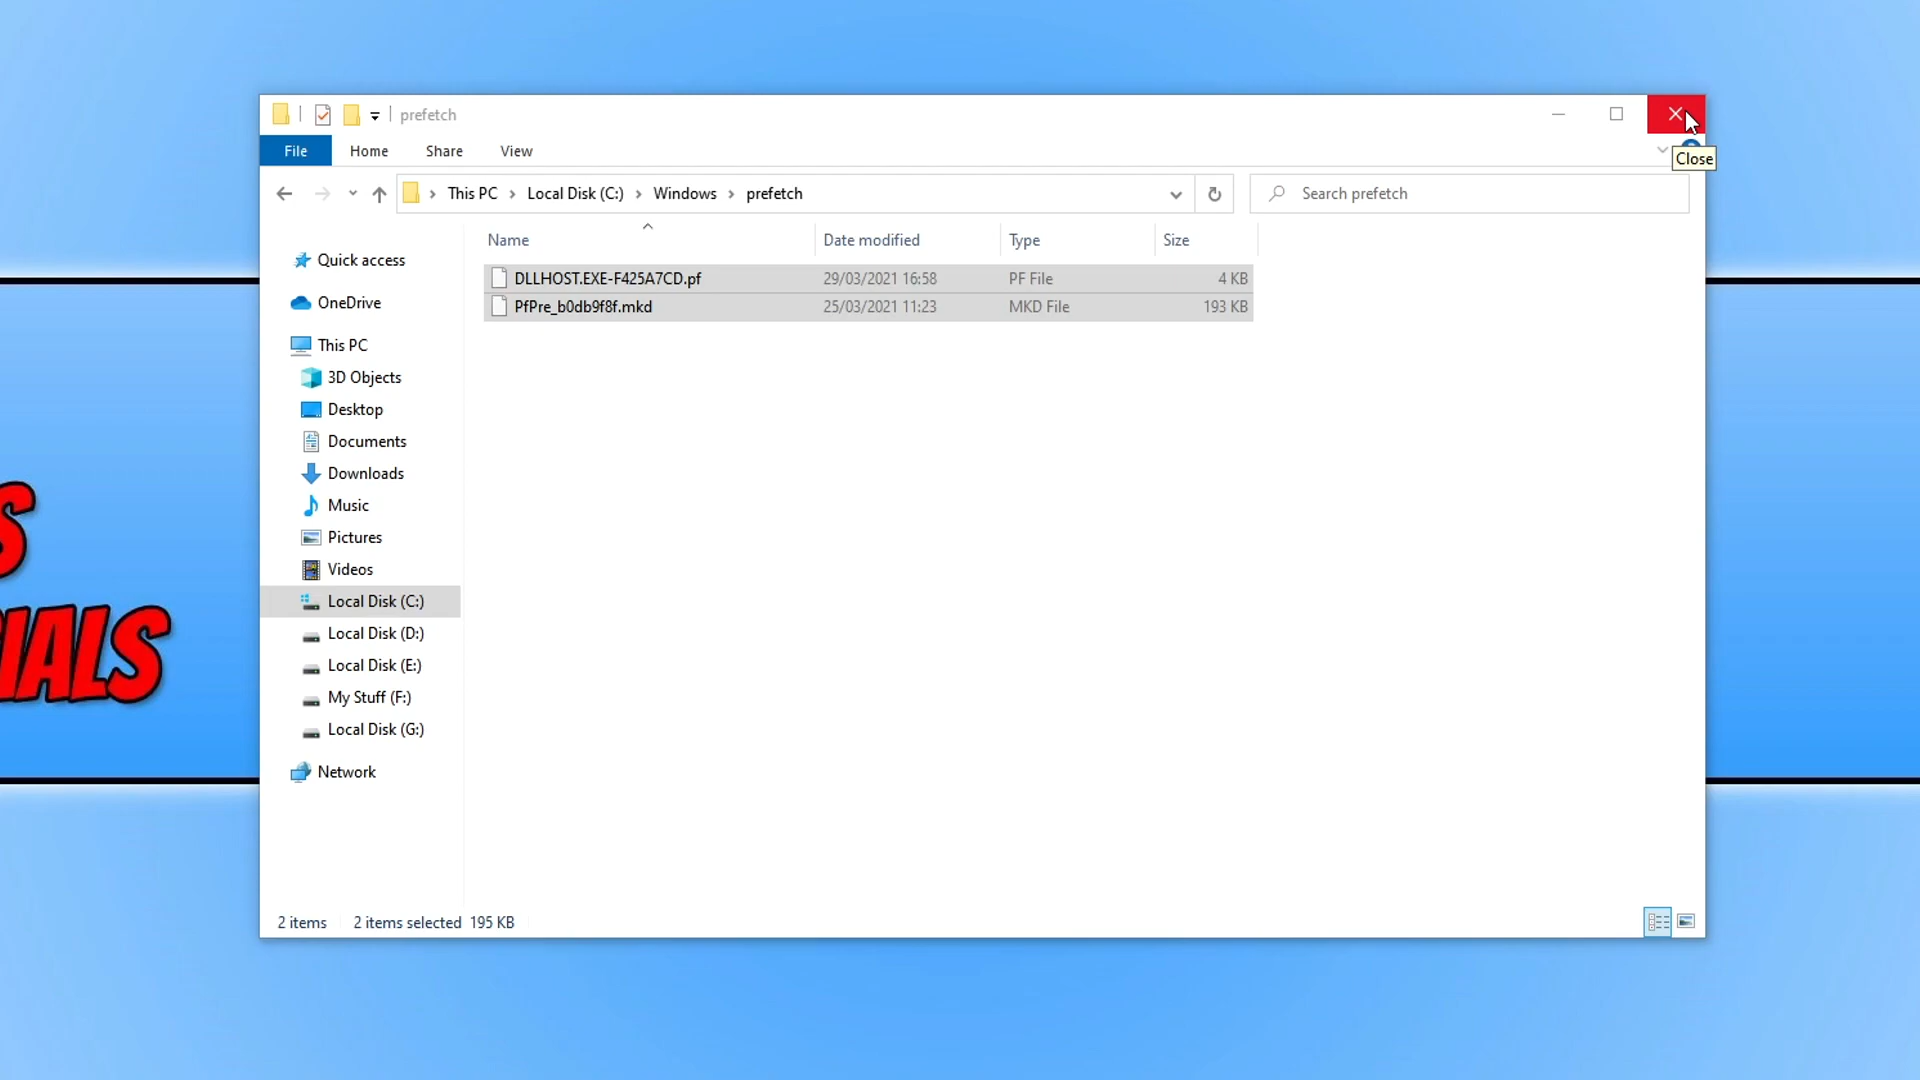 prefetch
Close
File Home Share View
This PC Local Disk (C:) Windows prefetch
Search prefetch
Name Date modified Type Size
DLLHOST.EXE-F425A7CD.pf 29/03/2021 16:58 PF File 4 KB
PfPre_b0db9f8f.mkd 25/03/2021 11:23 MKD File 193 KB
Quick access
OneDrive
This PC
3D Objects
Desktop
Documents
Downloads
Music
Pictures
Videos
Local Disk (C:)
Local Disk (D:)
Local Disk (E:)
My Stuff (F:)
Local Disk (G:)
Network
S
IALS
2 items 2 items selected 195 KB